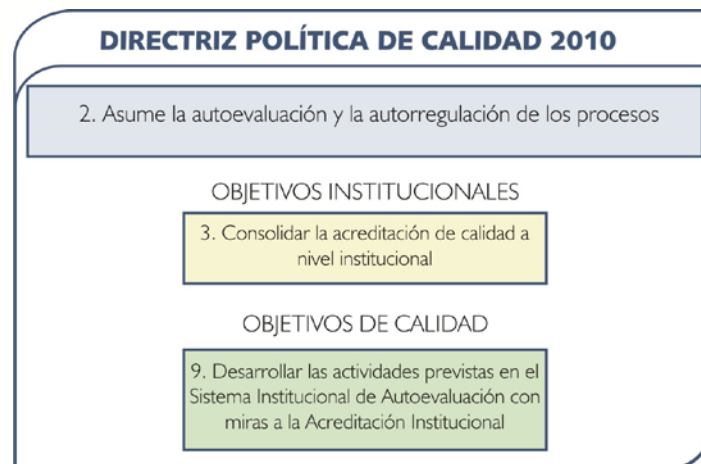 DIRECTRIZ POLÍTICA DE CALIDAD 2010
2. Asume la autoevaluación y la autorregulación de los procesos
OBJETIVOS INSTITUCIONALES
3. Consolidar la acreditación de calidad a
nivel institucional
OBJETIVOS DE CALIDAD
9. Desarrollar las actividades previstas en el
Sistema Institucional de Autoevaluación con
miras a la Acreditación Institucional